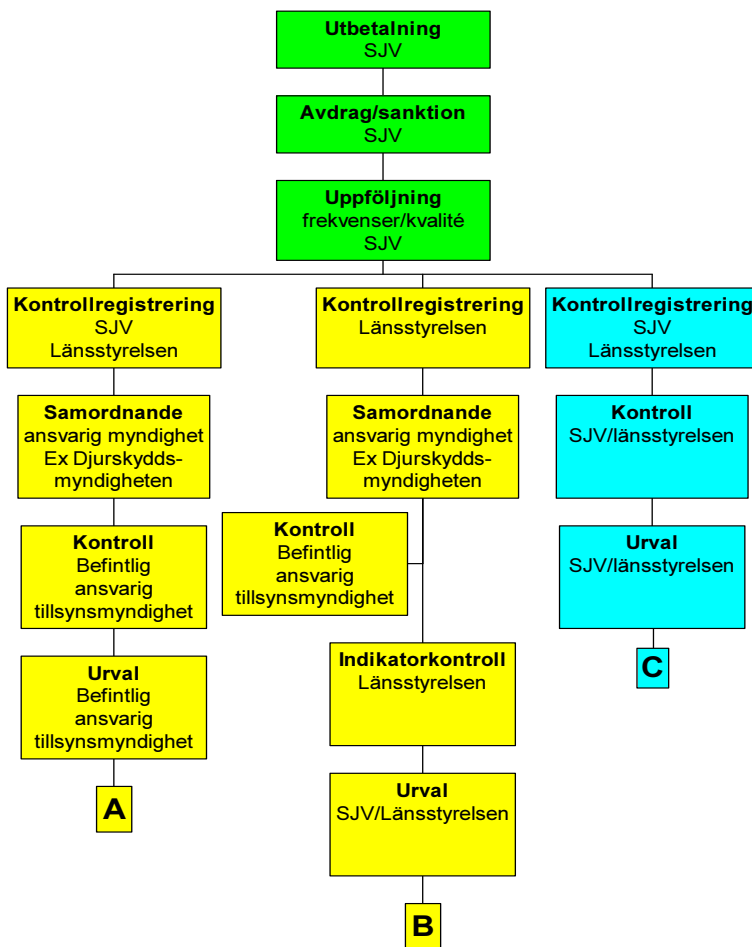 Utbetalning
SJV
Avdrag/sanktion
SJV
Uppföljning
frekvenser/kvalité
SJV
Kontrollregistrering
SJV
Länsstyrelsen
Samordnande
ansvarig myndighet
Ex Djurskydds-
myndigheten
Kontroll
Befintlig
ansvarig
tillsynsmyndighet
Urval
Befintlig
ansvarig
tillsynsmyndighet
A
Kontrollregistrering
Länsstyrelsen
Samordnande
ansvarig myndighet
Ex Djurskydds-
myndigheten
Kontroll
Befintlig
ansvarig
tillsynsmyndighet
Indikatorkontroll
Länsstyrelsen
Urval
SJV/Länsstyrelsen
B
Kontrollregistrering
SJV
Länsstyrelsen
Kontroll
SJV/länsstyrelsen
Urval
SJV/länsstyrelsen
C